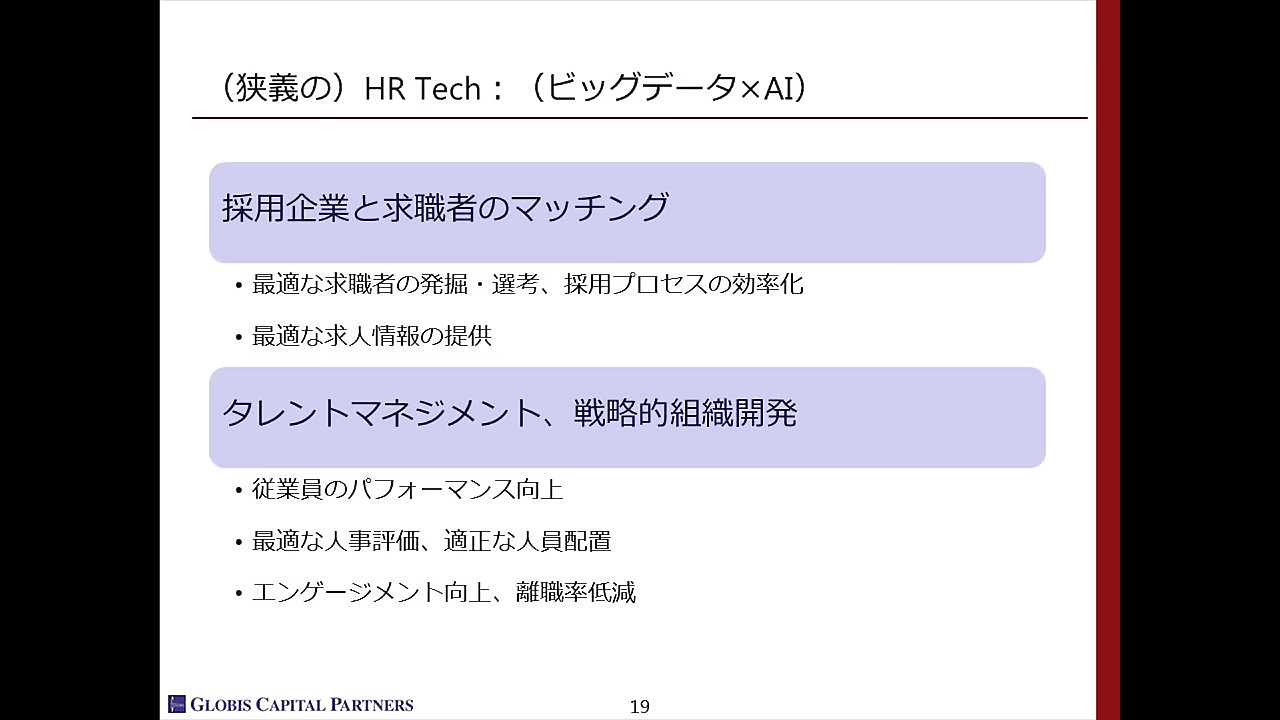 （狭義の）HR Tech：（ビッグデータ×AI）
採用企業と求職者のマッチング
• 最適な求職者の発掘・選考、採用プロセスの効率化
• 最適な求人情報の提供
タレントマネジメント、戦略的組織開発
• 従業員のパフォーマンス向上
• 最適な人事評価、適正な人員配置
• エンゲージメント向上、離職率低減
GLOBIS CAPITAL PARTNERS
19